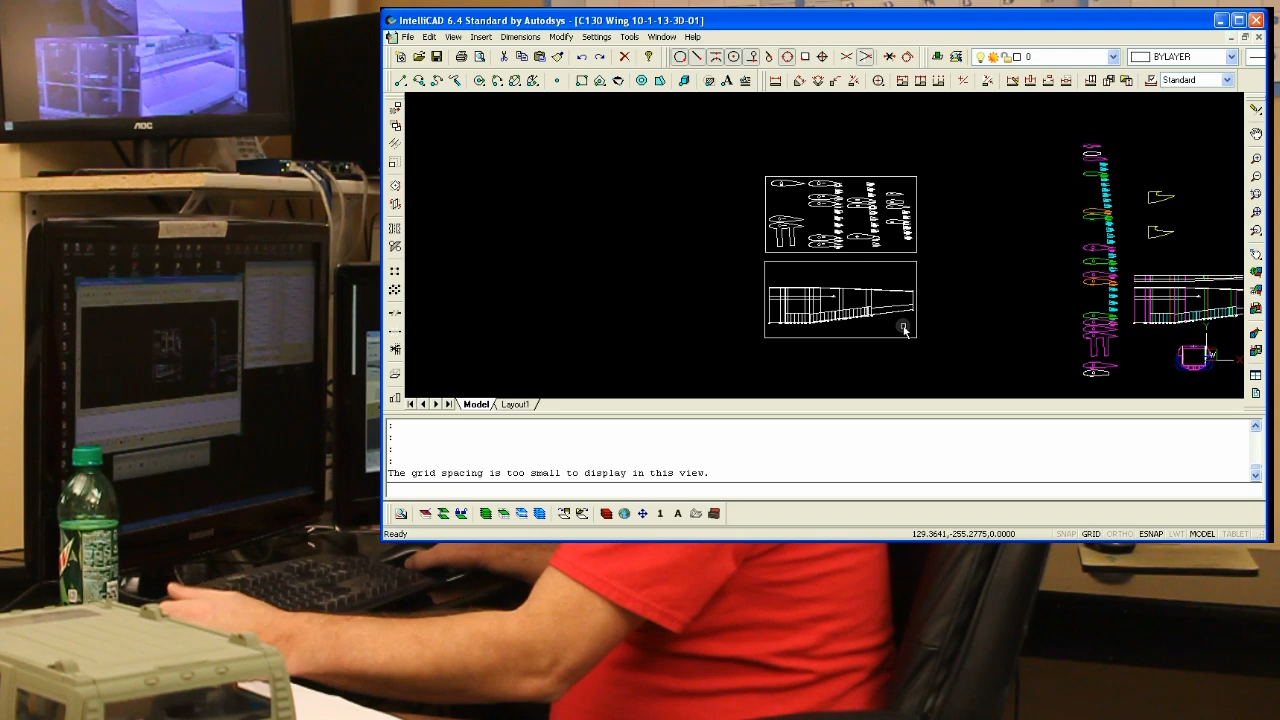 IntelliCAD 6.4 Standard by Autodsys - [C130 Wing 10-1-13-3D-01]
File Edit View Insert Dimensions Modify Settings Tools Window Help
0
BYLAYER
Standard
Model Layout1
:
:
:
:
The grid spacing is too small to display in this view.
1 A
Ready
129.3641,-255.2775,0.0000
SNAP GRID ORTHO ESNAP LWT MODEL TABLET
AOC